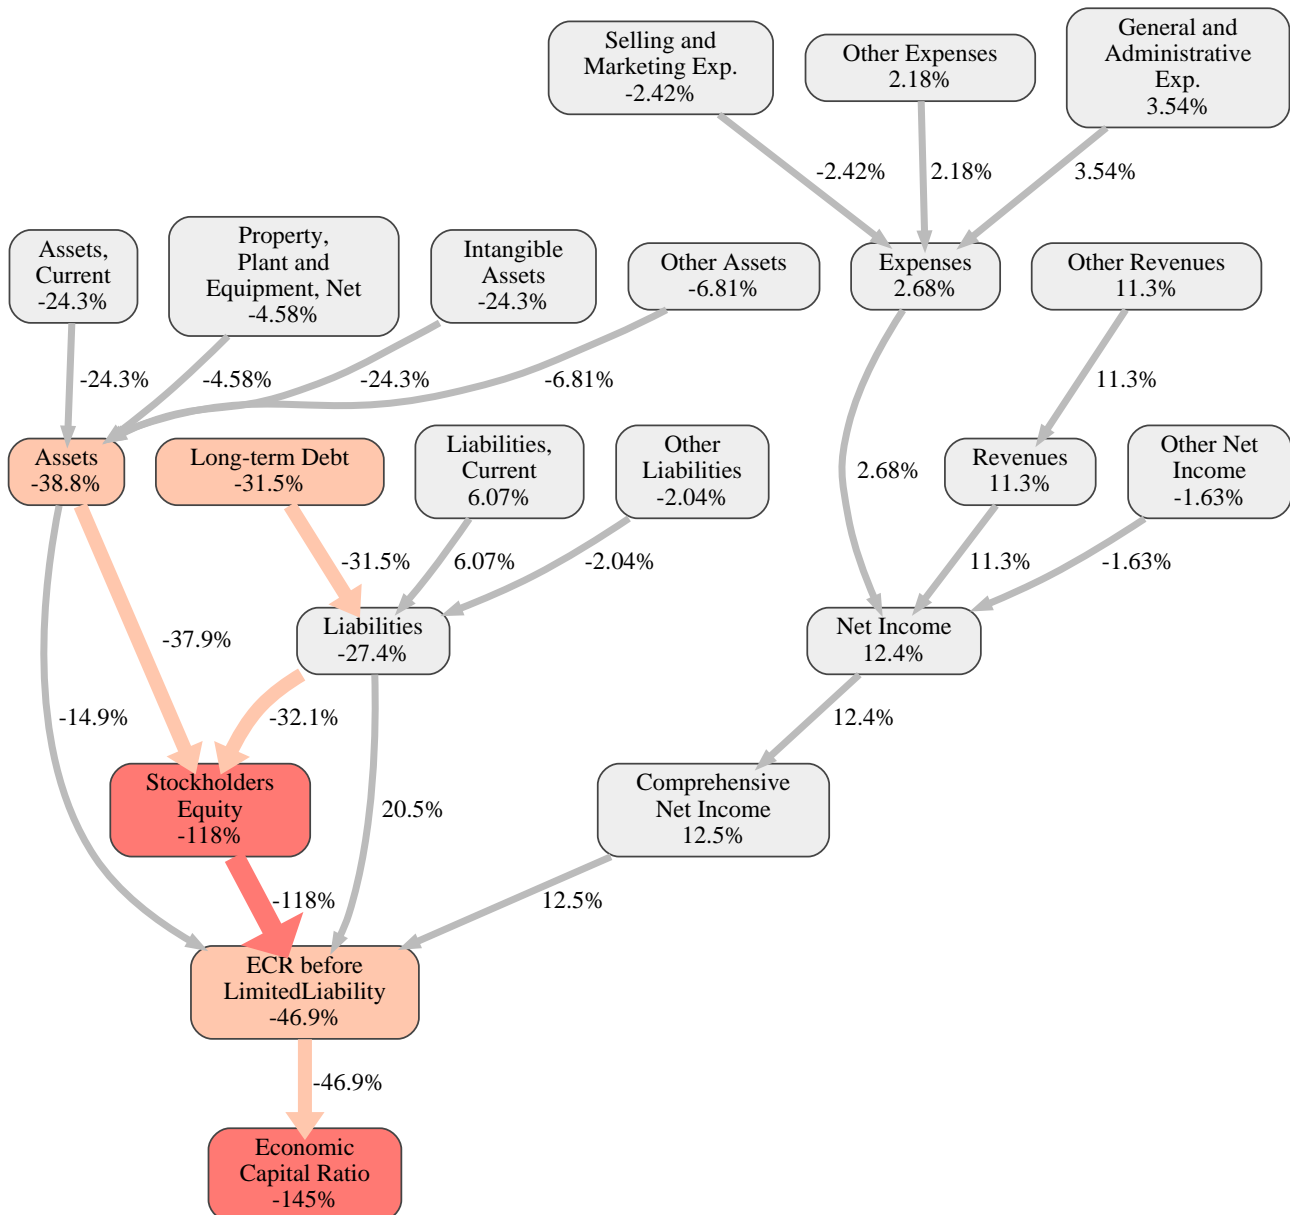 Selling and
Marketing Exp.
-2.42%
Other Expenses
2.18%
General and
Administrative
Exp.
3.54%
-2.42%
2.18%
3.54%
Assets,
Current
-24.3%
Property,
Plant and
Equipment, Net
-4.58%
Intangible
Assets
-24.3%
Other Assets
-6.81%
Expenses
2.68%
Other Revenues
11.3%
-24.3%
-4.58%
-24.3%
-6.81%
11.3%
Assets
-38.8%
Long-term Debt
-31.5%
Liabilities,
Current
6.07%
Other
Liabilities
-2.04%
2.68%
Revenues
11.3%
Other Net
Income
-1.63%
-31.5%
6.07%
-2.04%
11.3%
-1.63%
-37.9%
Liabilities
-27.4%
Net Income
12.4%
-14.9%
-32.1%
12.4%
Stockholders
Equity
-118%
20.5%
Comprehensive
Net Income
12.5%
-118%
12.5%
ECR before
LimitedLiability
-46.9%
-46.9%
Economic
Capital Ratio
-145%